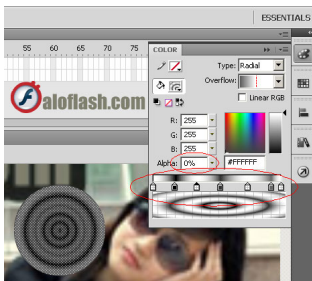 ESSENTIALS
55 60 65 70 75
COLOR
Type: Radial
Overflow:
Linear RGB
aloflash.com
R: 255
G: 255
B: 255
Alpha: 0% #FFFFFF